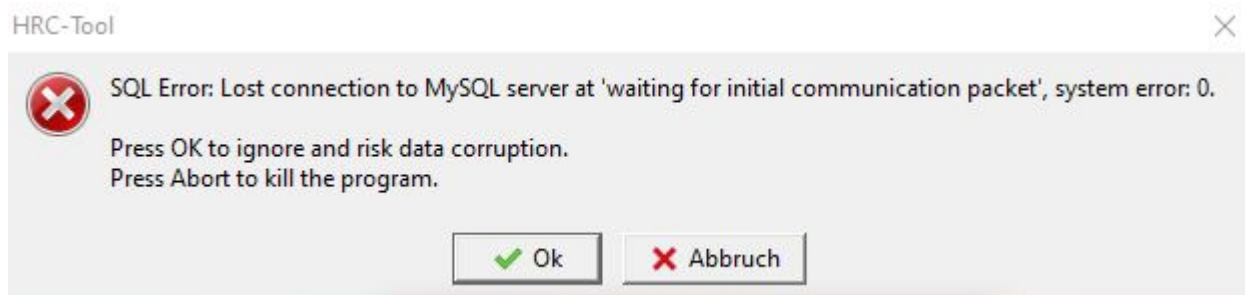 HRC-Tool
SQL Error: Lost connection to MySQL server at 'waiting for initial communication packet', system error: 0.
Press OK to ignore and risk data corruption.
Press Abort to kill the program.
Ok
Abbruch